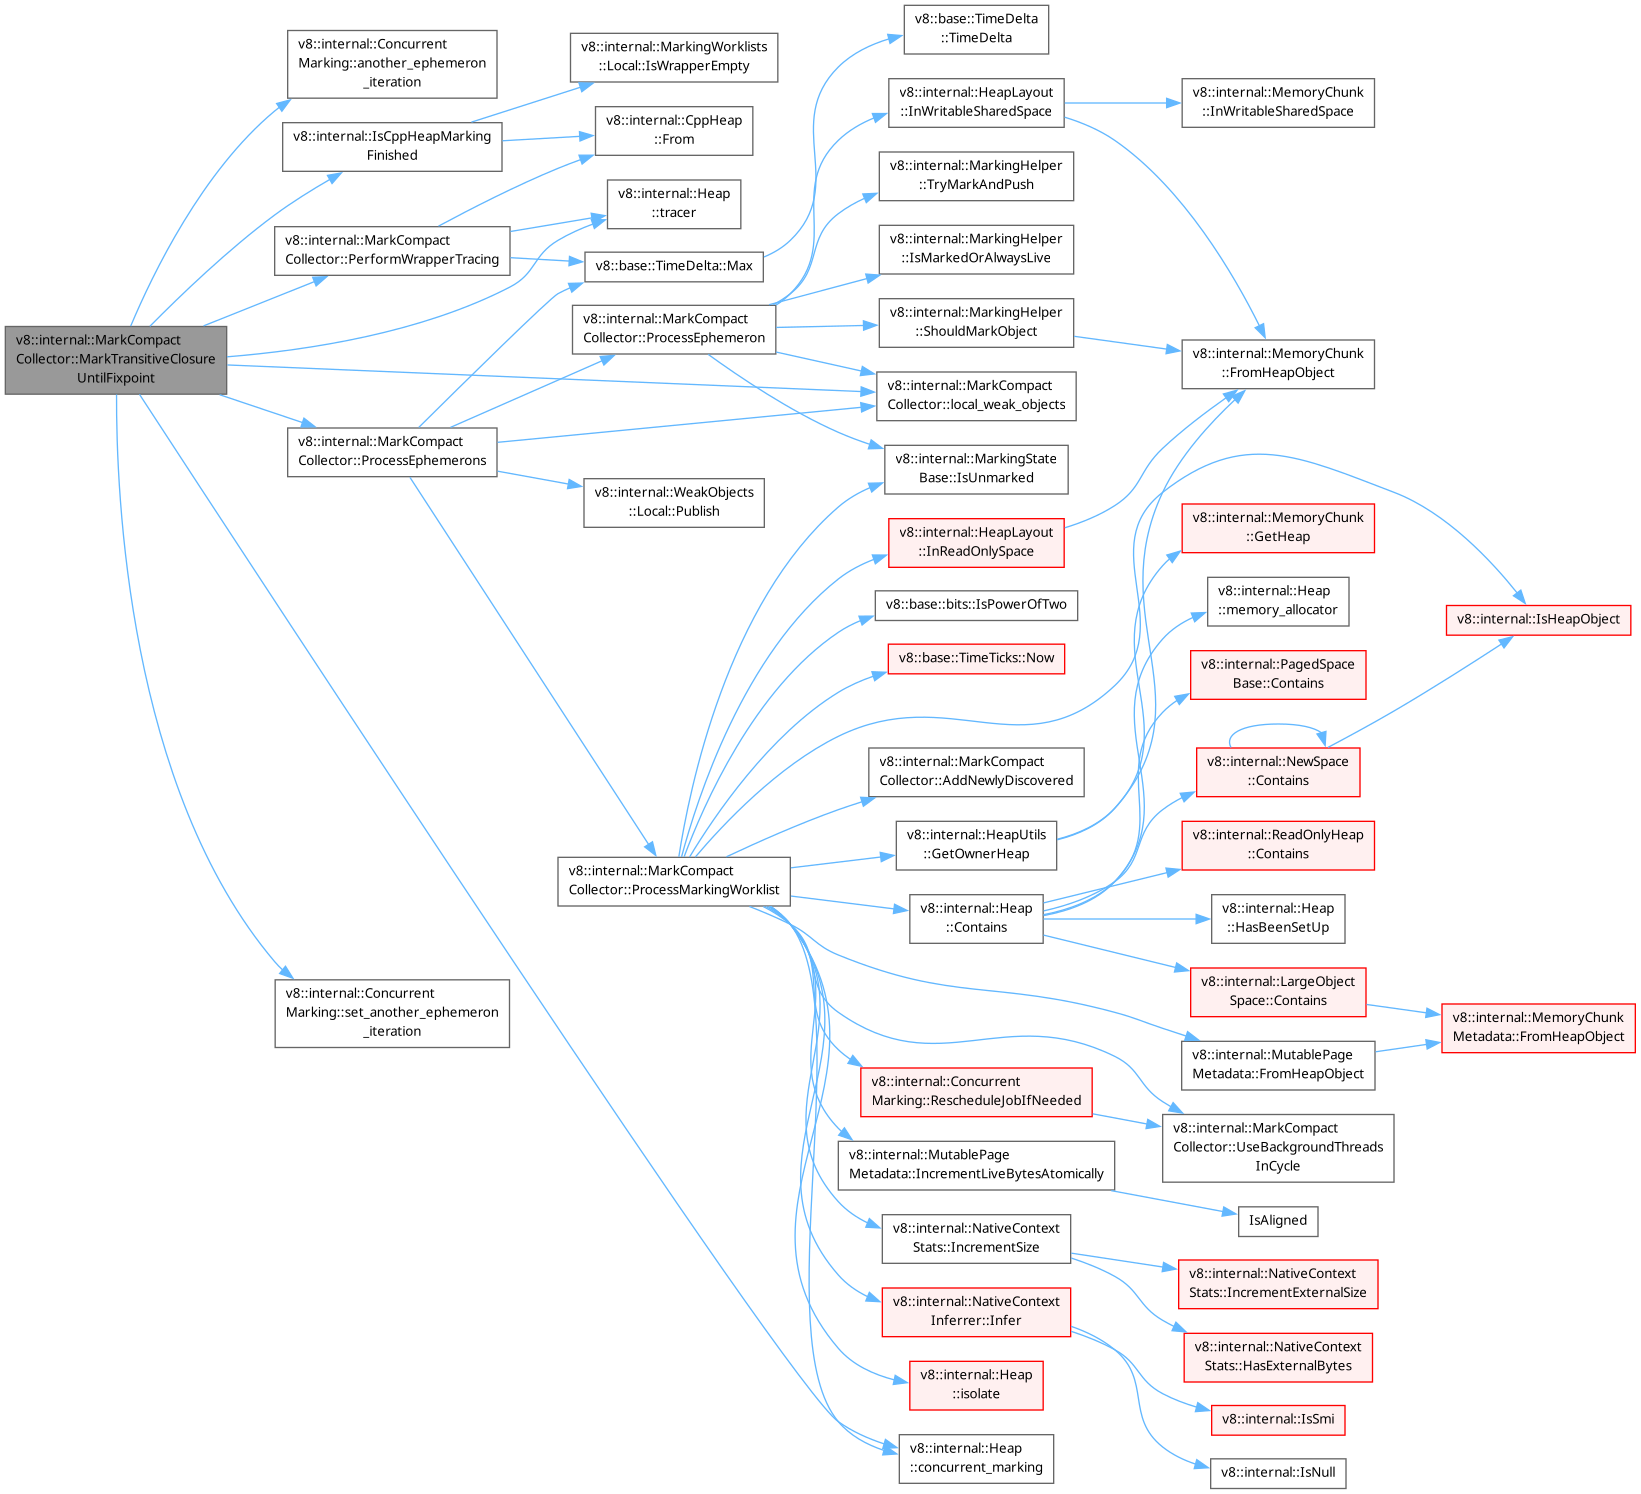 v8::internal::MarkCompact
Collector::MarkTransitiveClosure
UntilFixpoint
v8::internal::Concurrent
Marking::another_ephemeron
_iteration
v8::internal::IsCppHeapMarking
Finished
v8::internal::MarkCompact
Collector::PerformWrapperTracing
v8::internal::MarkCompact
Collector::ProcessEphemerons
v8::internal::Concurrent
Marking::set_another_ephemeron
_iteration
v8::internal::MarkingWorklists
::Local::IsWrapperEmpty
v8::internal::CppHeap
::From
v8::internal::Heap
::tracer
v8::base::TimeDelta::Max
v8::internal::MarkCompact
Collector::ProcessEphemeron
v8::internal::WeakObjects
::Local::Publish
v8::internal::MarkCompact
Collector::ProcessMarkingWorklist
v8::base::TimeDelta
::TimeDelta
v8::internal::HeapLayout
::InWritableSharedSpace
v8::internal::MarkingHelper
::TryMarkAndPush
v8::internal::MarkingHelper
::IsMarkedOrAlwaysLive
v8::internal::MarkingHelper
::ShouldMarkObject
v8::internal::MarkCompact
Collector::local_weak_objects
v8::internal::MarkingState
Base::IsUnmarked
v8::internal::HeapLayout
::InReadOnlySpace
v8::base::bits::IsPowerOfTwo
v8::base::TimeTicks::Now
v8::internal::MarkCompact
Collector::AddNewlyDiscovered
v8::internal::HeapUtils
::GetOwnerHeap
v8::internal::Heap
::Contains
v8::internal::Concurrent
Marking::RescheduleJobIfNeeded
v8::internal::MutablePage
Metadata::IncrementLiveBytesAtomically
v8::internal::NativeContext
Stats::IncrementSize
v8::internal::NativeContext
Inferrer::Infer
v8::internal::Heap
::isolate
v8::internal::Heap
::concurrent_marking
v8::internal::MemoryChunk
::InWritableSharedSpace
v8::internal::MemoryChunk
::FromHeapObject
v8::internal::MemoryChunk
::GetHeap
v8::internal::Heap
::memory_allocator
v8::internal::PagedSpace
Base::Contains
v8::internal::NewSpace
::Contains
v8::internal::ReadOnlyHeap
::Contains
v8::internal::Heap
::HasBeenSetUp
v8::internal::LargeObject
Space::Contains
v8::internal::MutablePage
Metadata::FromHeapObject
v8::internal::MarkCompact
Collector::UseBackgroundThreads
InCycle
IsAligned
v8::internal::NativeContext
Stats::IncrementExternalSize
v8::internal::NativeContext
Stats::HasExternalBytes
v8::internal::IsSmi
v8::internal::IsNull
v8::internal::IsHeapObject
v8::internal::MemoryChunk
Metadata::FromHeapObject